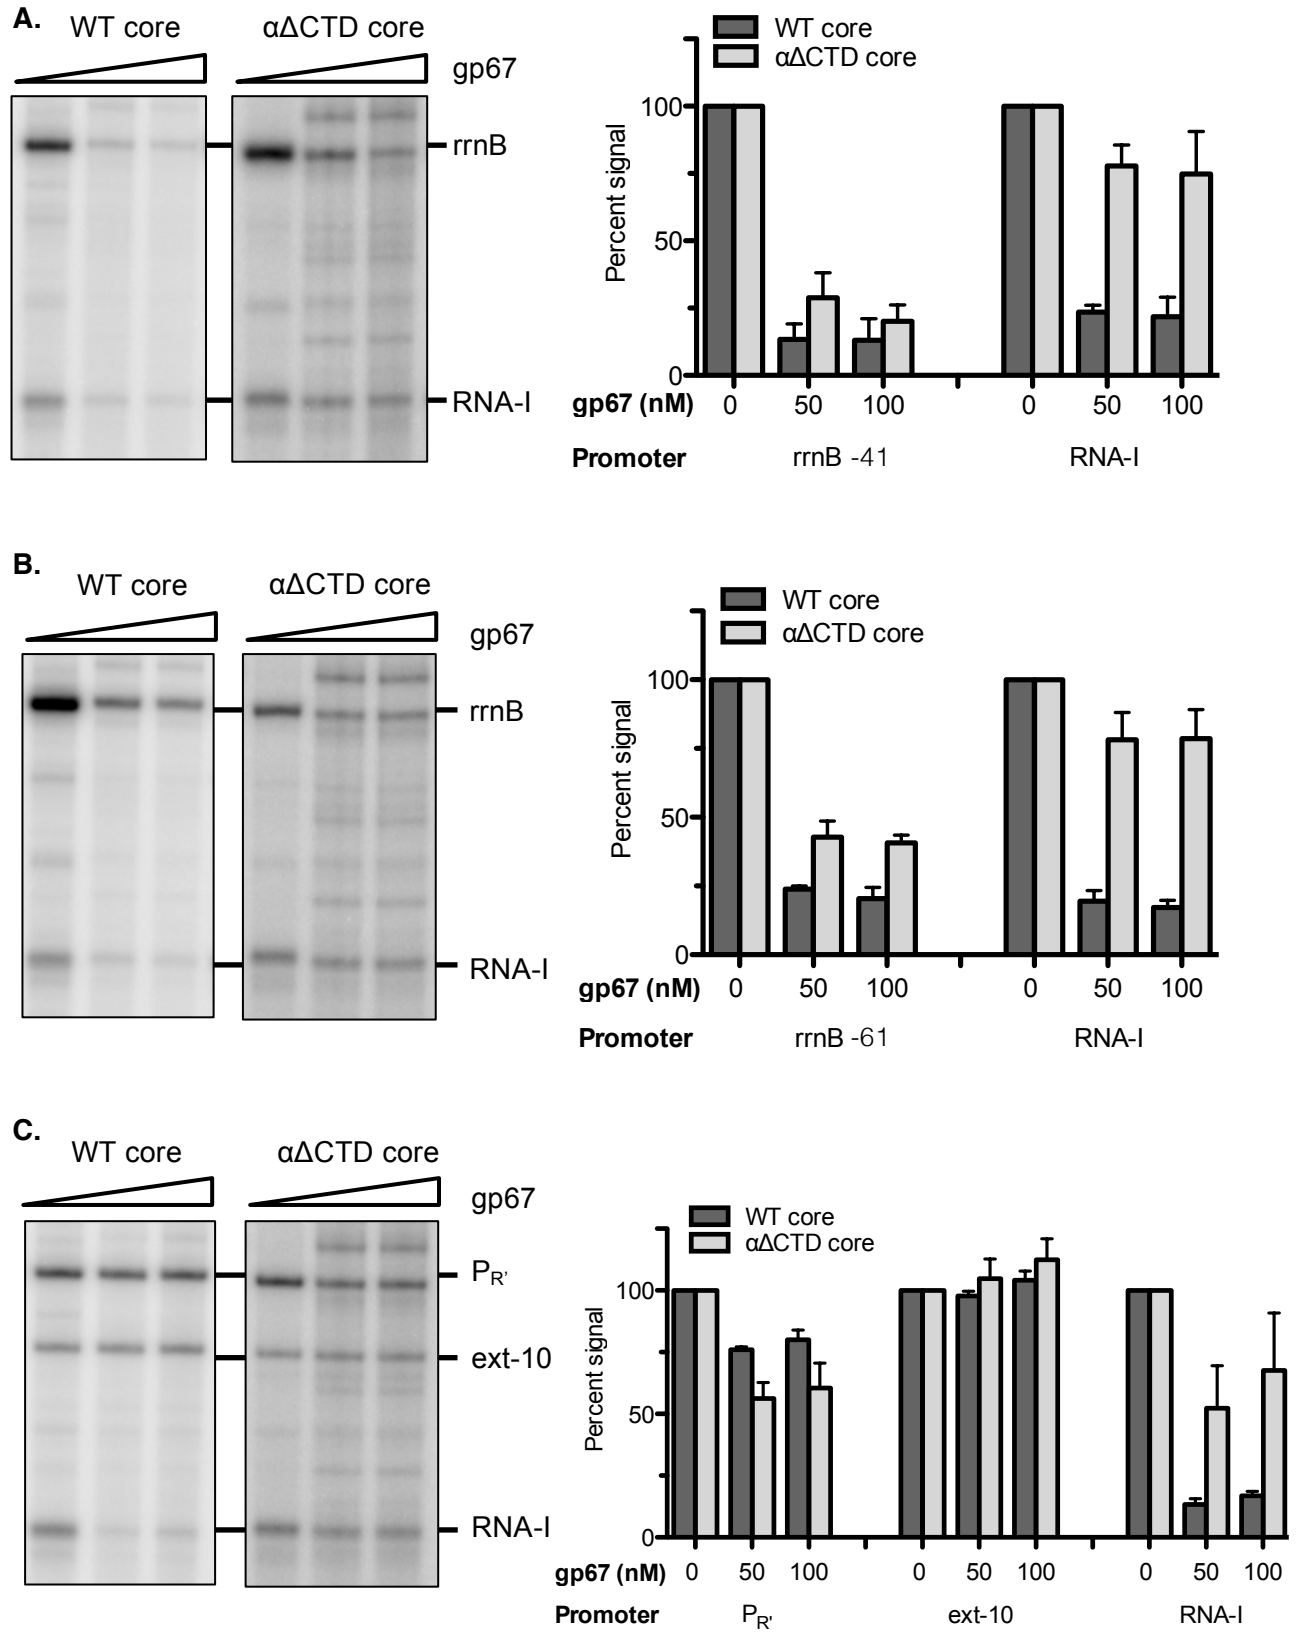 A.
WT core
αΔCTD core
gp67
rrnB
RNA-I
WT core
αΔCTD core
Percent signal
100
50
0
gp67 (nM) 0 50 100 0 50 100
Promoter rrnB -41 RNA-I
B.
WT core
αΔCTD core
gp67
rrnB
RNA-I
WT core
αΔCTD core
Percent signal
100
50
0
gp67 (nM) 0 50 100 0 50 100
Promoter rrnB -61 RNA-I
C.
WT core
αΔCTD core
gp67
PR'
ext-10
RNA-I
WT core
αΔCTD core
Percent signal
100
50
0
gp67 (nM) 0 50 100 0 50 100 0 50 100
Promoter PR' ext-10 RNA-I